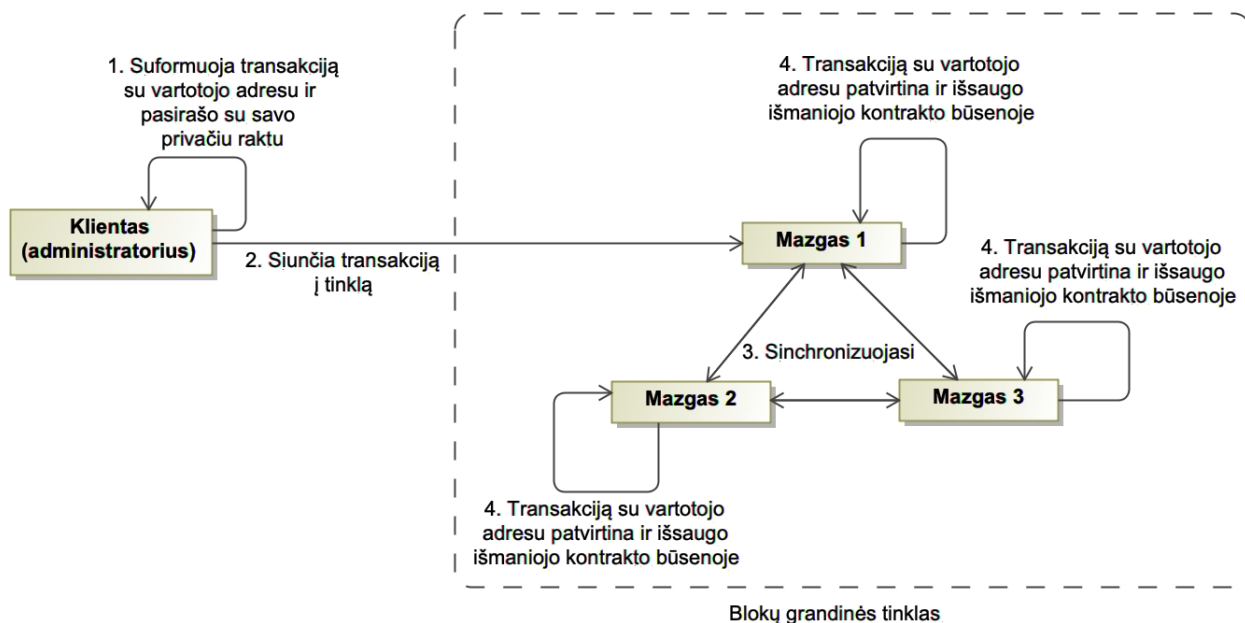 1. Suformuoja transakciją
su vartotojo adresu ir
pasirašo su savo
privačiu raktu
Klientas
(administratorius)
2. Siunčia transakciją
į tinklą
4. Transakciją su vartotojo
adresu patvirtina ir išsaugo
išmaniojo kontrakto būsenoje
Mazgas 1
4. Transakciją su vartotojo
adresu patvirtina ir išsaugo
išmaniojo kontrakto būsenoje
3. Sinchronizuojasi
Mazgas 2
Mazgas 3
4. Transakciją su vartotojo
adresu patvirtina ir išsaugo
išmaniojo kontrakto būsenoje
Blokų grandinės tinklas